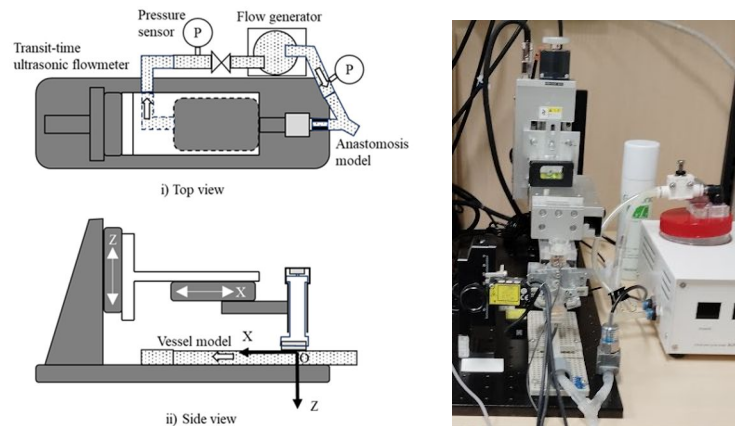 Pressure
sensor
Flow generator
P
Transit-time
ultrasonic flowmeter
P
Anastomosis
model
i) Top view
Z
X
Vessel model
X
O
Z
ii) Side view